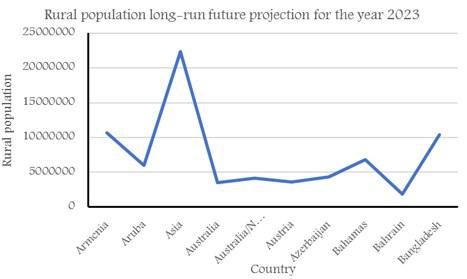 Rural population long-run future projection for the year 2023
Rural population
25000000
20000000
15000000
10000000
5000000
0
Armenia
Aruba
Asia
Australia
Australia/N…
Austria
Azerbaijan
Bahamas
Bahrain
Bangladesh
Country